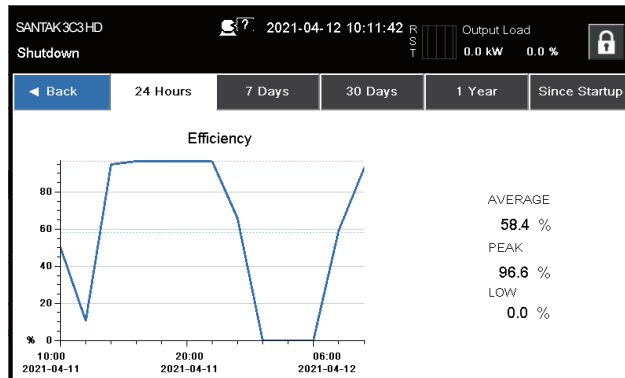 SANTAK 3C3 HD ? 2021-04-12 10:11:42 R S T Output Load
Shutdown 0.0 kW 0.0 %
◄ Back 24 Hours 7 Days 30 Days 1 Year Since Startup
Efficiency
80
60
40
20
% 0
10:00 20:00 06:00
2021-04-11 2021-04-11 2021-04-12
AVERAGE
58.4 %
PEAK
96.6 %
LOW
0.0 %